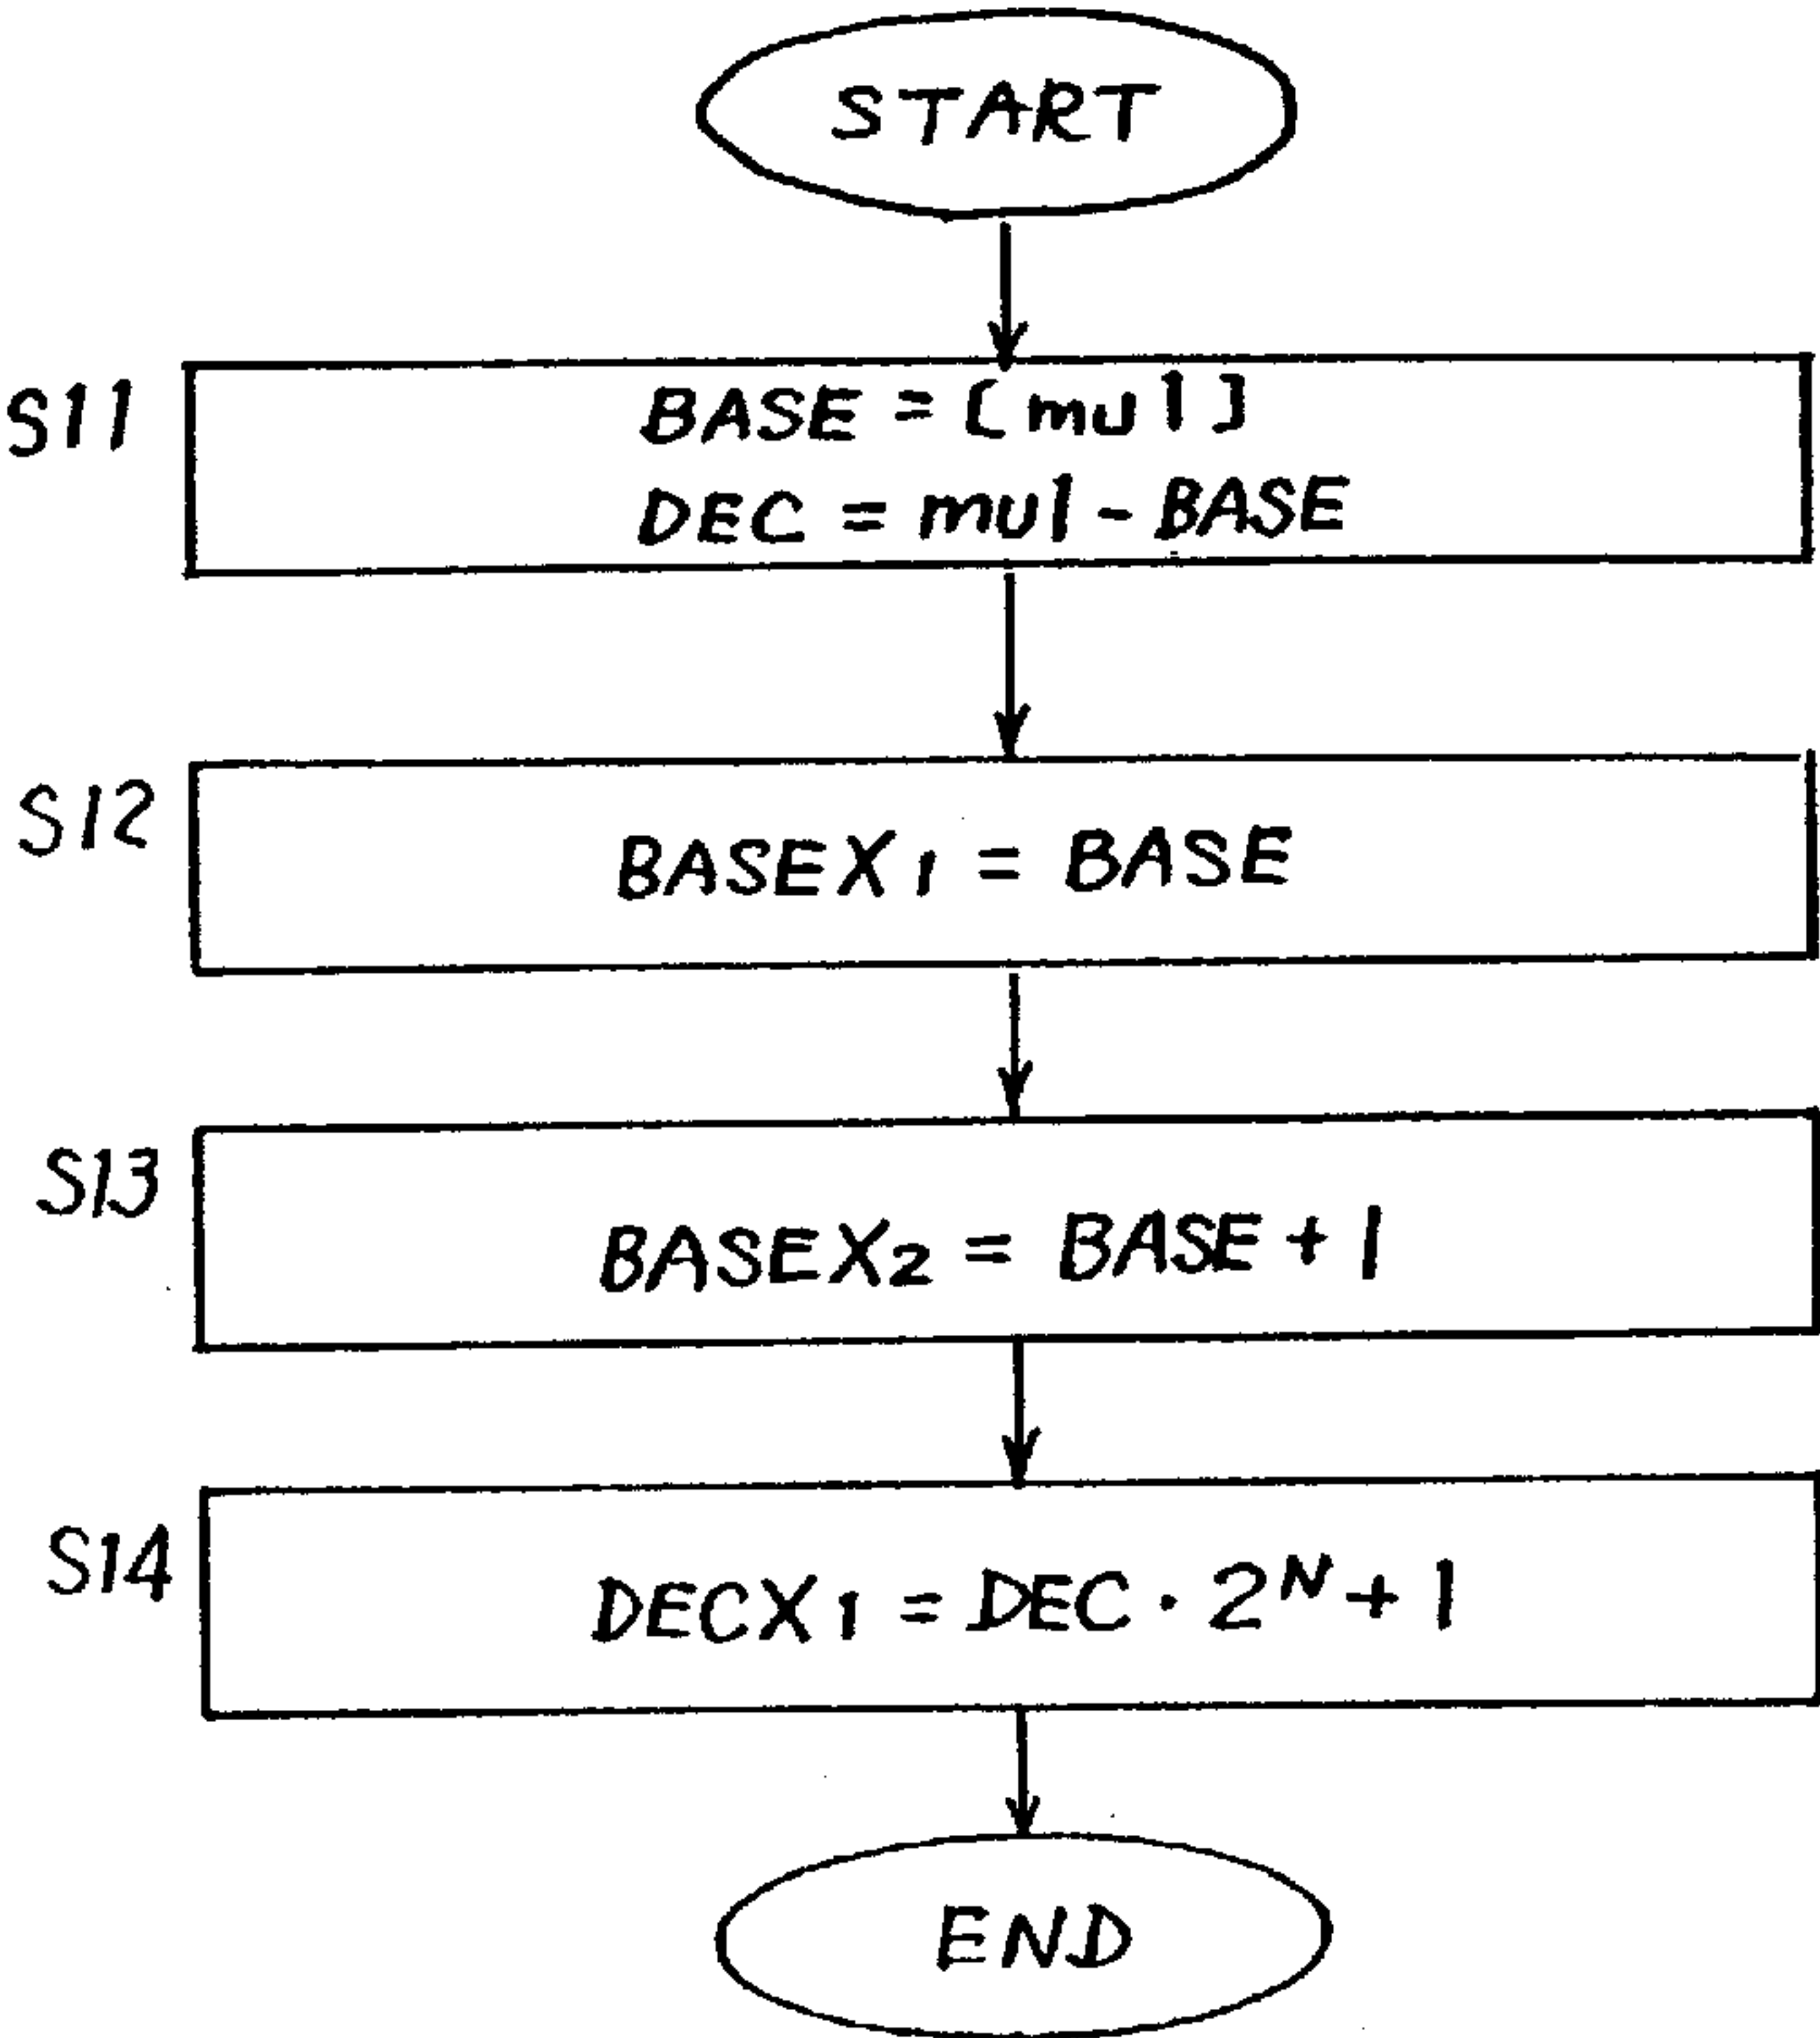 START
S11
BASE = [mul]
DEC = mul - BASE
S12
BASEX1 = BASE
S13
BASEX2 = BASE + 1
S14
DECX1 = DEC · 2^N + 1
END